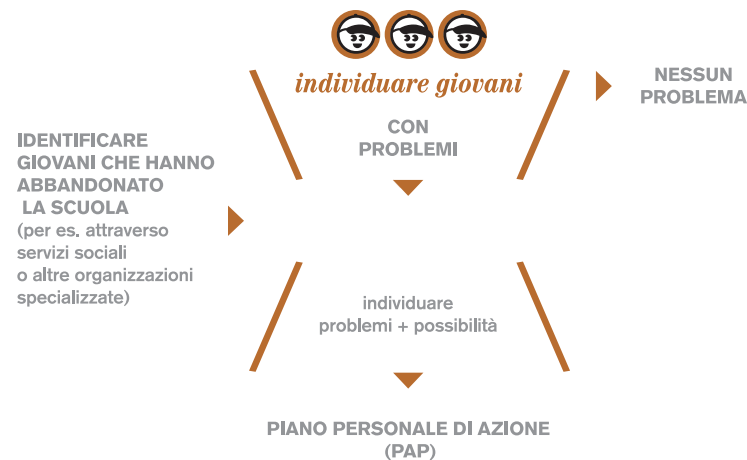 individuare giovani
NESSUN
PROBLEMA
CON
PROBLEMI
IDENTIFICARE
GIOVANI CHE HANNO
ABBANDONATO
LA SCUOLA
(per es. attraverso
servizi sociali
o altre organizzazioni
specializzate)
individuare
problemi + possibilità
PIANO PERSONALE DI AZIONE
(PAP)